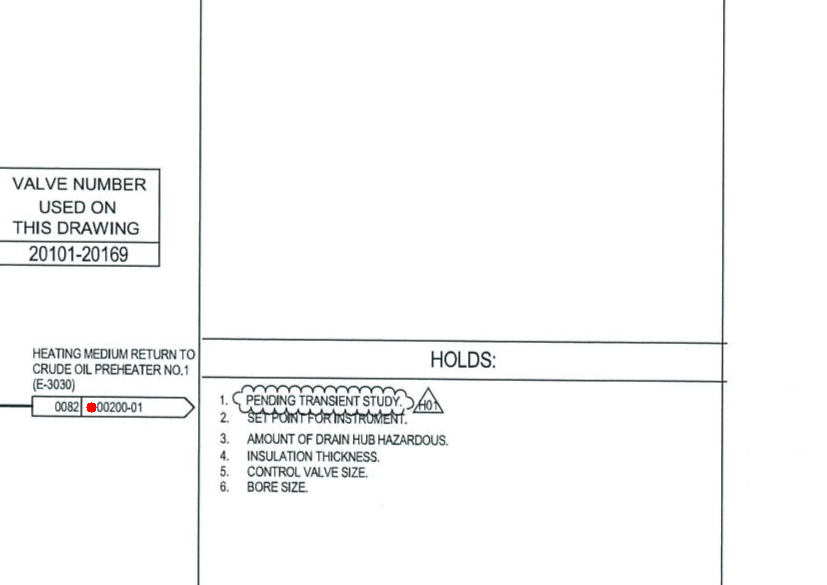 VALVE NUMBER
USED ON
THIS DRAWING
20101-20169
HEATING MEDIUM RETURN TO
CRUDE OIL PREHEATER NO.1
(E-3030)
0082 00200-01
HOLDS:
1. PENDING TRANSIENT STUDY. H01
2. SET POINT FOR INSTRUMENT.
3. AMOUNT OF DRAIN HUB HAZARDOUS.
4. INSULATION THICKNESS.
5. CONTROL VALVE SIZE.
6. BORE SIZE.